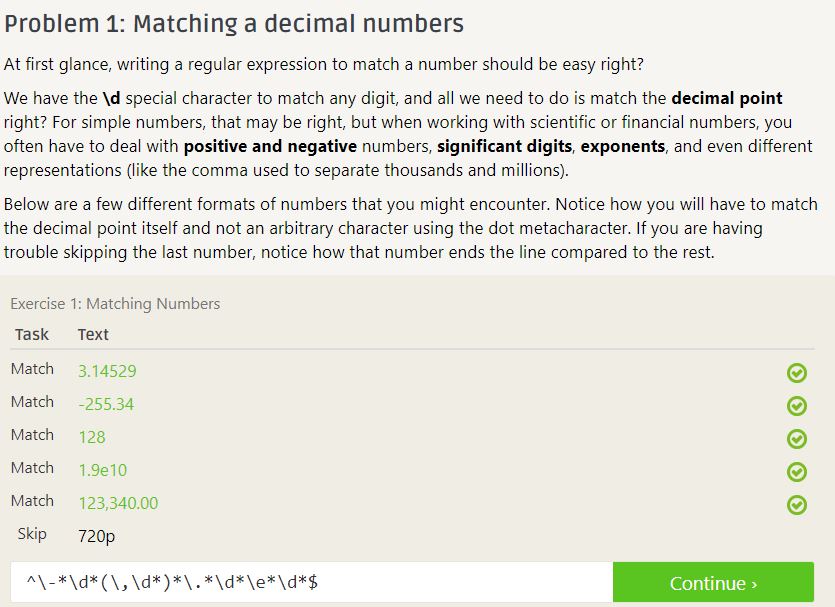 Problem 1: Matching a decimal numbers
At first glance, writing a regular expression to match a number should be easy right?
We have the \d special character to match any digit, and all we need to do is match the decimal point
right? For simple numbers, that may be right, but when working with scientific or financial numbers, you
often have to deal with positive and negative numbers, significant digits, exponents, and even different
representations (like the comma used to separate thousands and millions).
Below are a few different formats of numbers that you might encounter. Notice how you will have to match
the decimal point itself and not an arbitrary character using the dot metacharacter. If you are having
trouble skipping the last number, notice how that number ends the line compared to the rest.
Exercise 1: Matching Numbers
Task Text
Match 3.14529
Match -255.34
Match 128
Match 1.9e10
Match 123,340.00
Skip 720p
^\-*\d*(\,\d*)*\.*\d*\e*\d*$
Continue ›